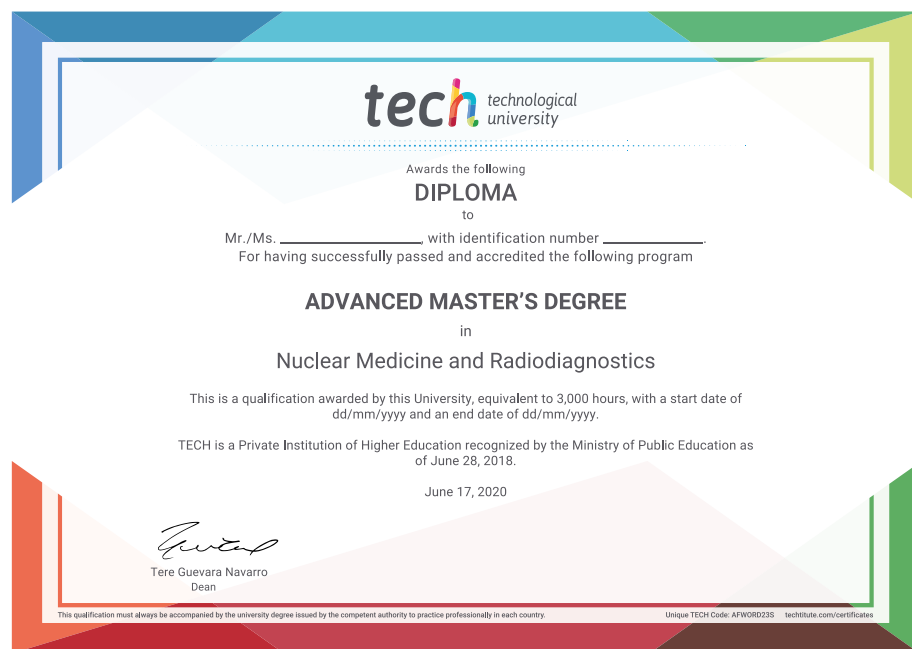 tech technological
university
Awards the following
DIPLOMA
to
Mr./Ms. ____________________, with identification number ______________.
For having successfully passed and accredited the following program
ADVANCED MASTER'S DEGREE
in
Nuclear Medicine and Radiodiagnostics
This is a qualification awarded by this University, equivalent to 3,000 hours, with a start date of
dd/mm/yyyy and an end date of dd/mm/yyyy.
TECH is a Private Institution of Higher Education recognized by the Ministry of Public Education as
of June 28, 2018.
June 17, 2020
Tere Guevara Navarro
Dean
This qualification must always be accompanied by the university degree issued by the competent authority to practice professionally in each country. Unique TECH Code: AFWORD23S techtitute.com/certificates